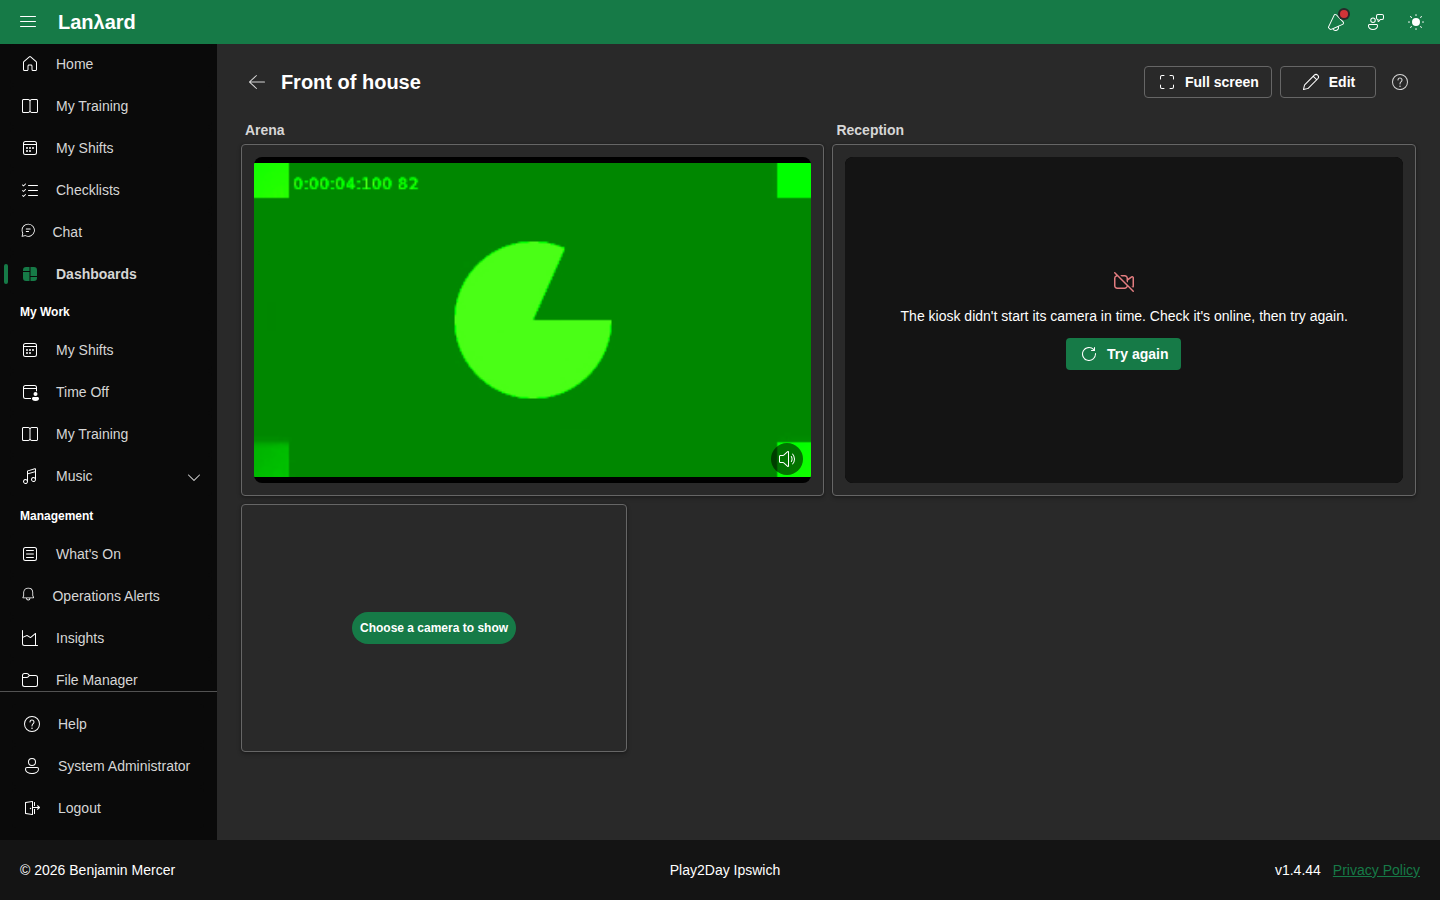 Lanλard
Home
My Training
My Shifts
Checklists
Chat
Dashboards
My Work
My Shifts
Time Off
My Training
Music
Management
What's On
Operations Alerts
Insights
File Manager
Help
System Administrator
Logout
Front of house
Full screen
Edit
Arena
0:00:04:100 82
Reception
The kiosk didn't start its camera in time. Check it's online, then try again.
Try again
Choose a camera to show
© 2026 Benjamin Mercer
Play2Day Ipswich
v1.4.44 Privacy Policy